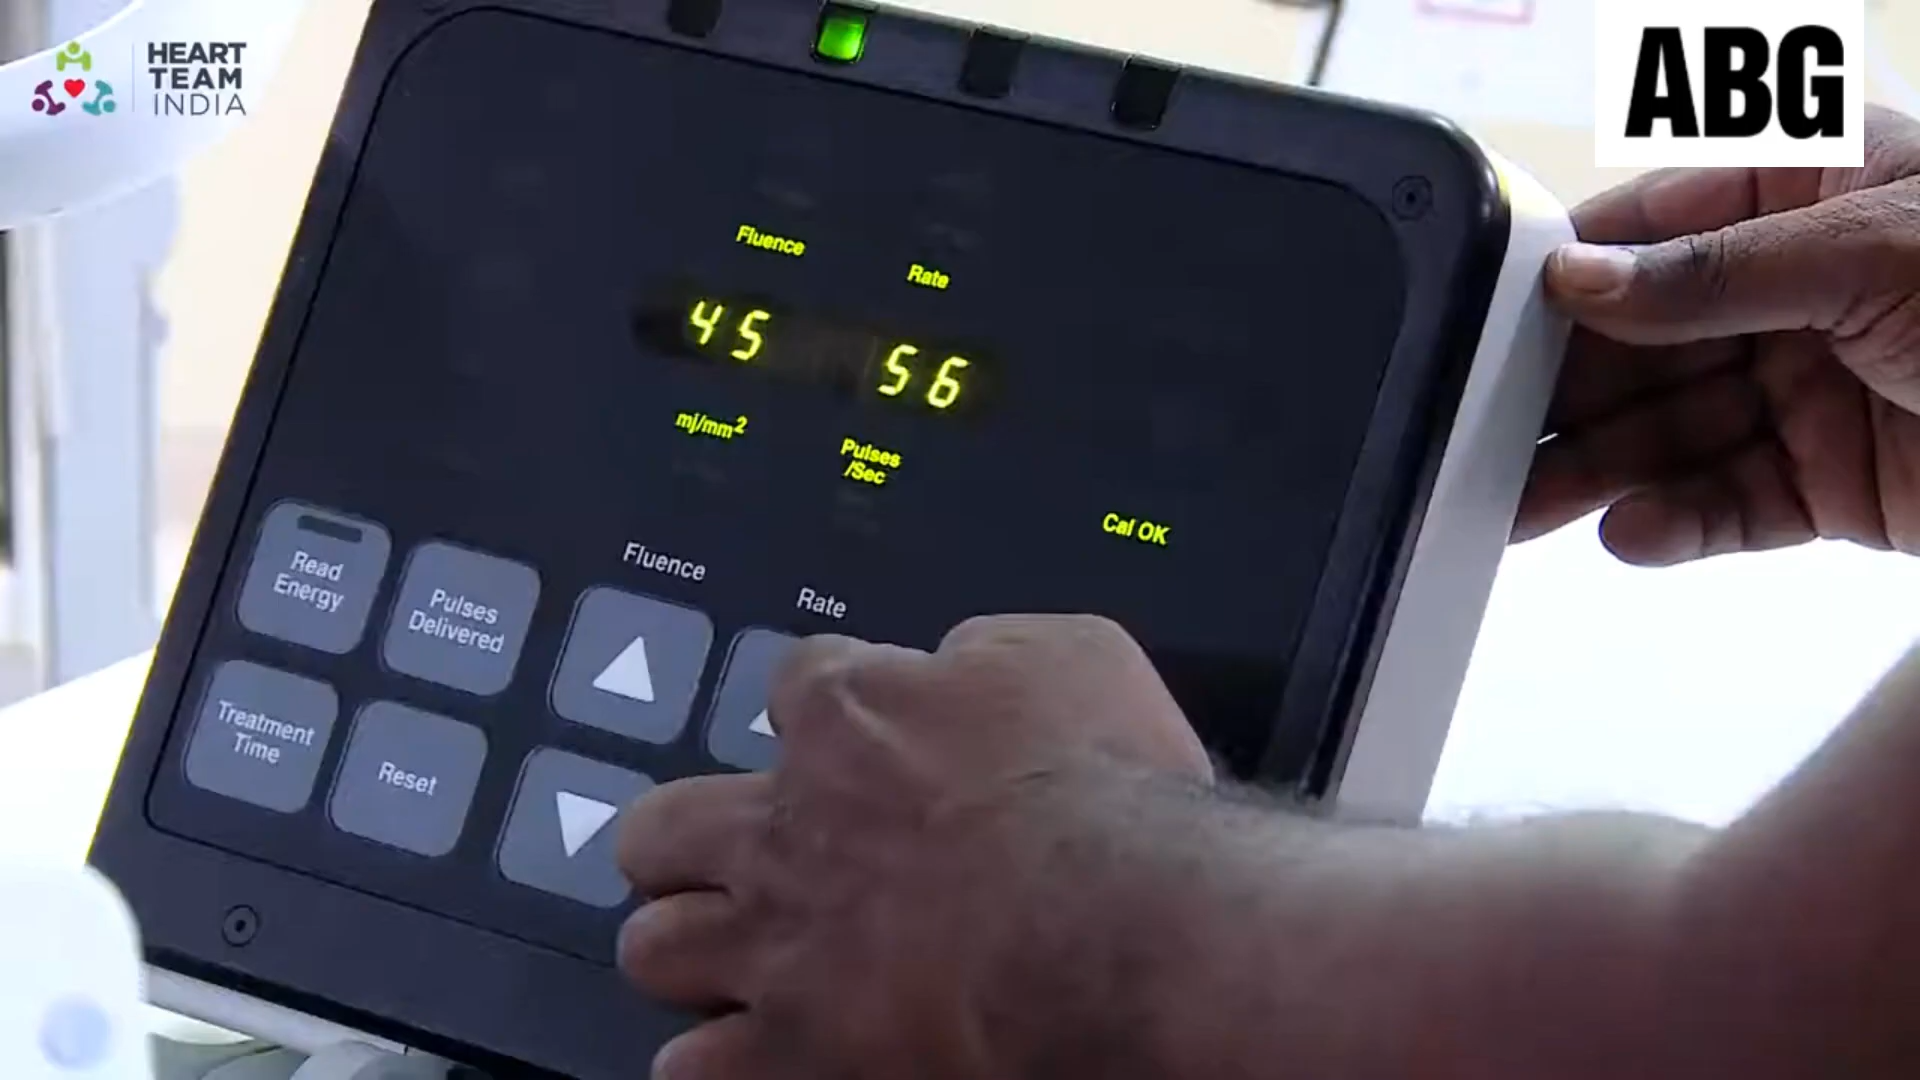 HEART
TEAM
INDIA
ABG
Fluence
Rate
45
56
mj/mm²
Pulses
/Sec
Cal OK
Read
Energy
Pulses
Delivered
Fluence
Rate
Treatment
Time
Reset